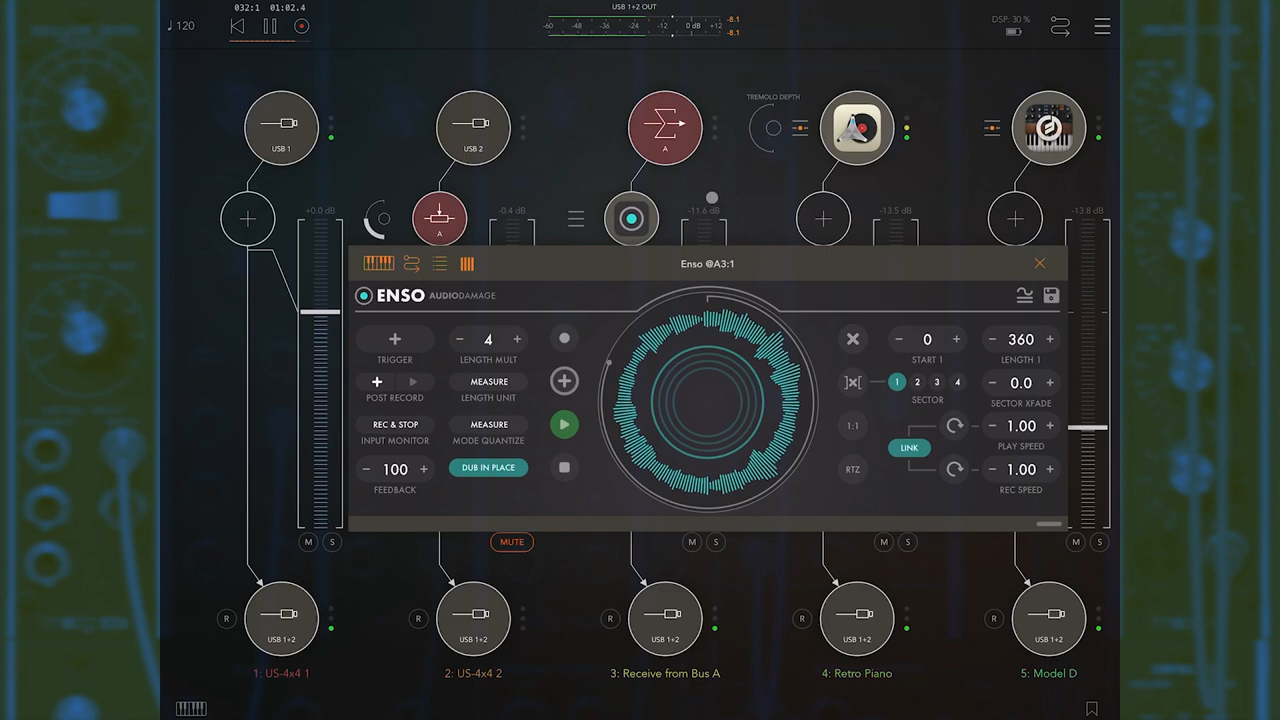 032:1 01:02.4
♩ 120
USB 1+2 OUT
-60 -48 -36 -24 -12 0 dB +12
-8.1
-8.1
DSP: 30 %
TREMOLO DEPTH
USB 1
USB 2
A
A
+0.0 dB
-0.4 dB
-11.6 dB
-13.5 dB
-13.8 dB
Enso @A3:1
ENSO AUDIODAMAGE
+
TRIGGER
- 4 +
LENGTH MULT
+
POST RECORD
MEASURE
LENGTH UNIT
REC & STOP
INPUT MONITOR
MEASURE
MODE QUANTIZE
- 100 +
FEEDBACK
DUB IN PLACE
- 0 +
START 1
- 360 +
LENGTH 1
1 2 3 4
SECTOR
- 0.0 +
SECTOR XFADE
1:1
- 1.00 +
PLAY SPEED
LINK
RTZ
- 1.00 +
REC SPEED
M S
MUTE
M S
M S
M S
R USB 1+2
R USB 1+2
R USB 1+2
R USB 1+2
R USB 1+2
1: US-4x4 1
2: US-4x4 2
3: Receive from Bus A
4: Retro Piano
5: Model D